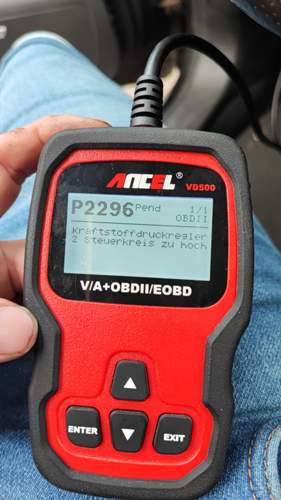 ANCEL®
VD500
P2296 Pend 1/1
OBDII
Kraftstoffdruckregler
2 Steuerkreis zu hoch
V/A+OBDII/EOBD
ENTER
EXIT